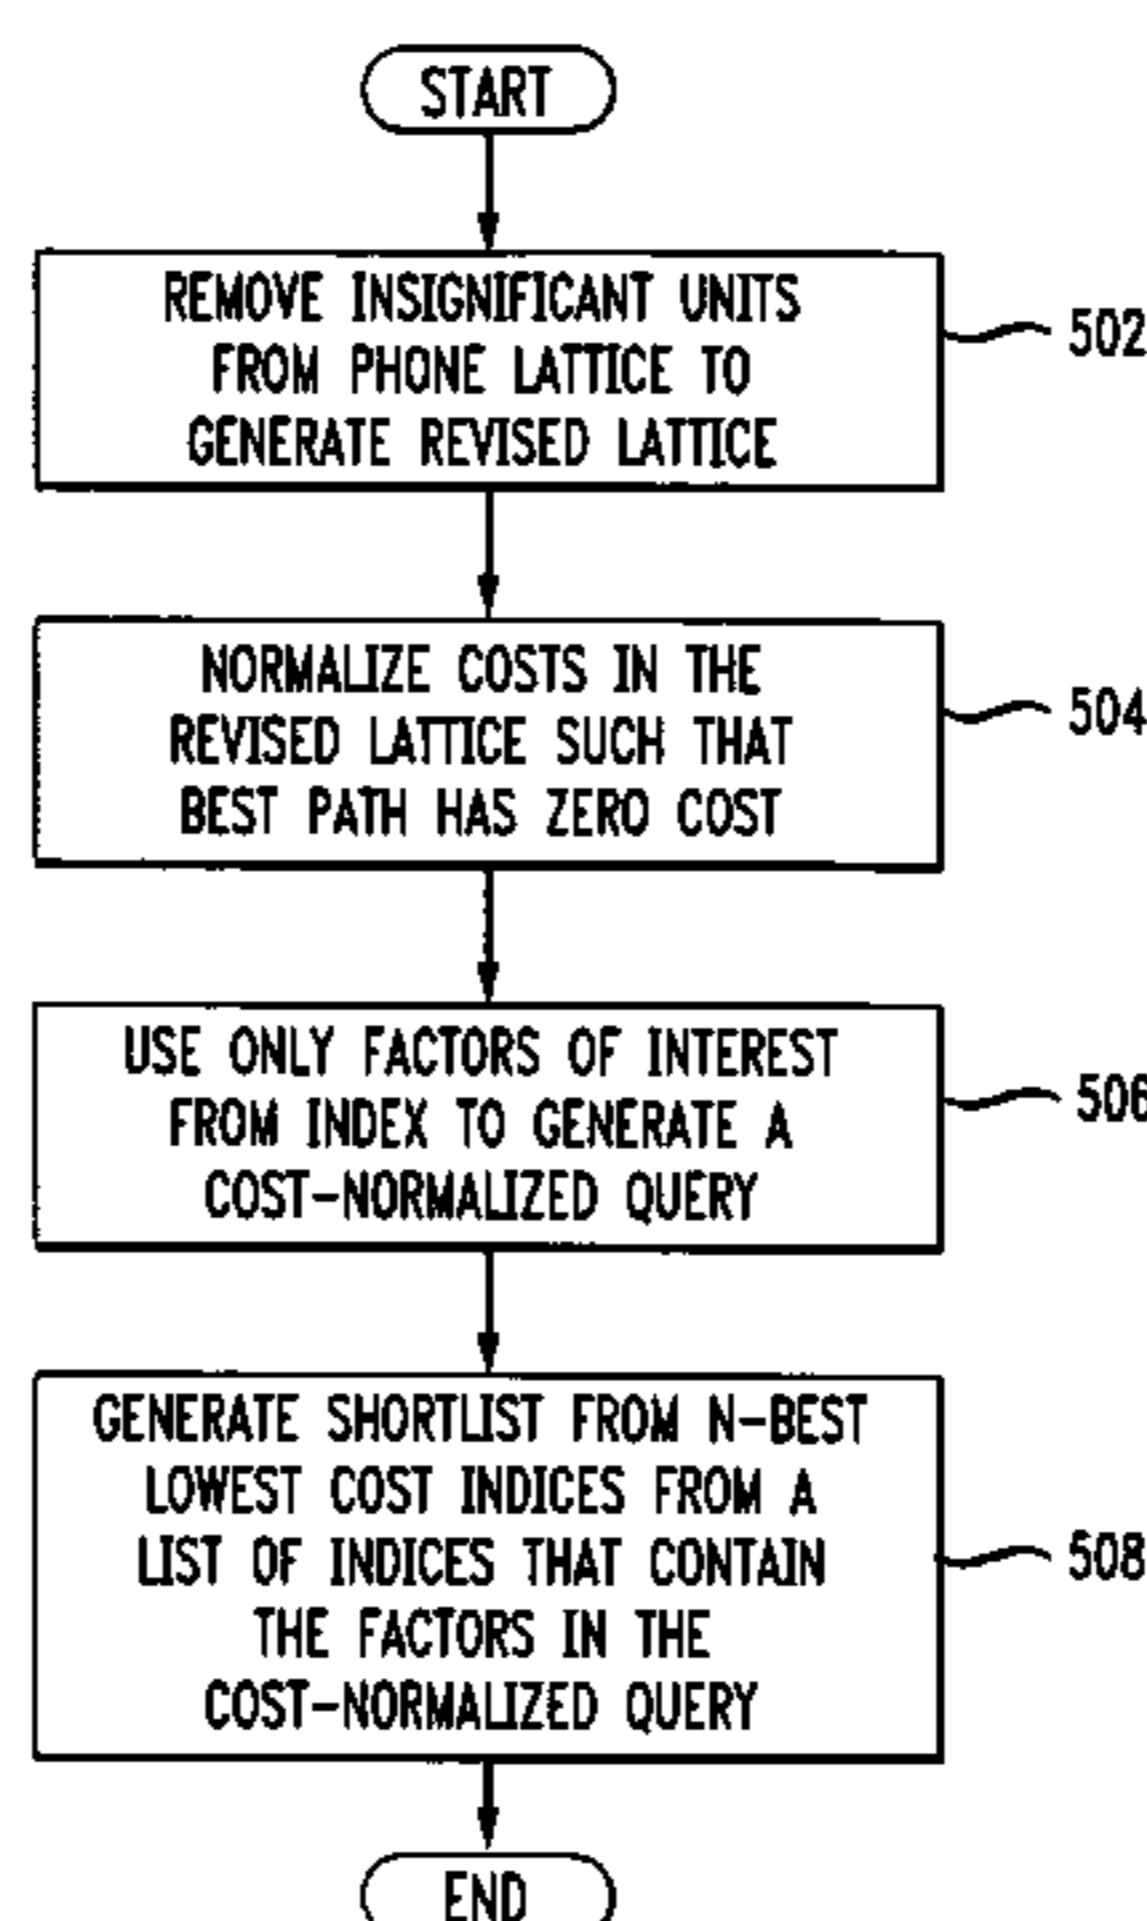 START
REMOVE INSIGNIFICANT UNITS
FROM PHONE LATTICE TO
GENERATE REVISED LATTICE
502
NORMALIZE COSTS IN THE
REVISED LATTICE SUCH THAT
BEST PATH HAS ZERO COST
504
USE ONLY FACTORS OF INTEREST
FROM INDEX TO GENERATE A
COST-NORMALIZED QUERY
506
GENERATE SHORTLIST FROM N-BEST
LOWEST COST INDICES FROM A
LIST OF INDICES THAT CONTAIN
THE FACTORS IN THE
COST-NORMALIZED QUERY
508
END